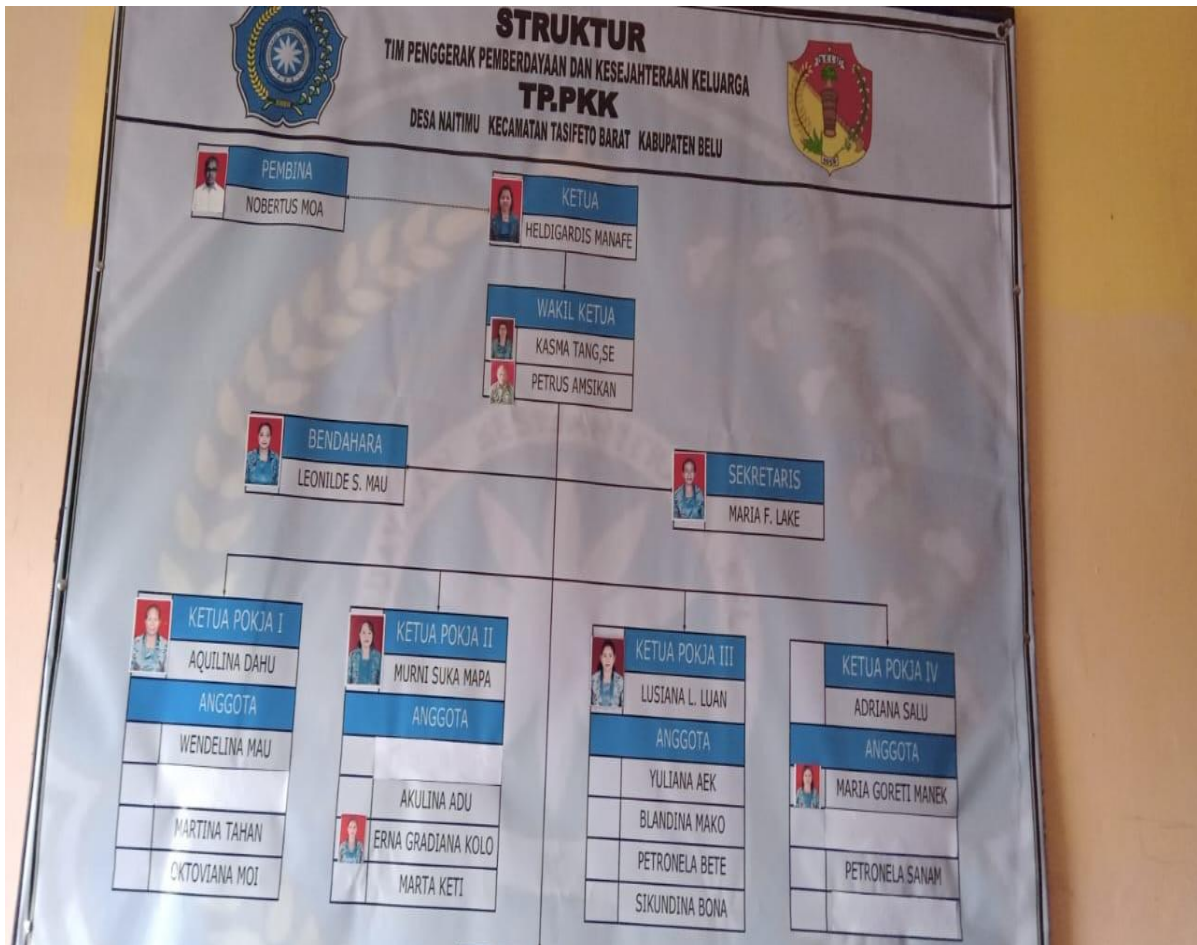 STRUKTUR
TIM PENGGERAK PEMBERDAYAAN DAN KESEJAHTERAAN KELUARGA
TP.PKK
DESA NAITIMU KECAMATAN TASIFETO BARAT KABUPATEN BELU
BELU
1958
PEMBINA
NOBERTUS MOA
KETUA
HELDIGARDIS MANAFE
WAKIL KETUA
KASMA TANG,SE
PETRUS AMSIKAN
BENDAHARA
LEONILDE S. MAU
SEKRETARIS
MARIA F. LAKE
KETUA POKJA I
AQUILINA DAHU
ANGGOTA
WENDELINA MAU
MARTINA TAHAN
OKTOVIANA MOI
KETUA POKJA II
MURNI SUKA MAPA
ANGGOTA
AKULINA ADU
ERNA GRADIANA KOLO
MARTA KETI
KETUA POKJA III
LUSIANA L. LUAN
ANGGOTA
YULIANA AEK
BLANDINA MAKO
PETRONELA BETE
SIKUNDINA BONA
KETUA POKJA IV
ADRIANA SALU
ANGGOTA
MARIA GORETI MANEK
PETRONELA SANAM